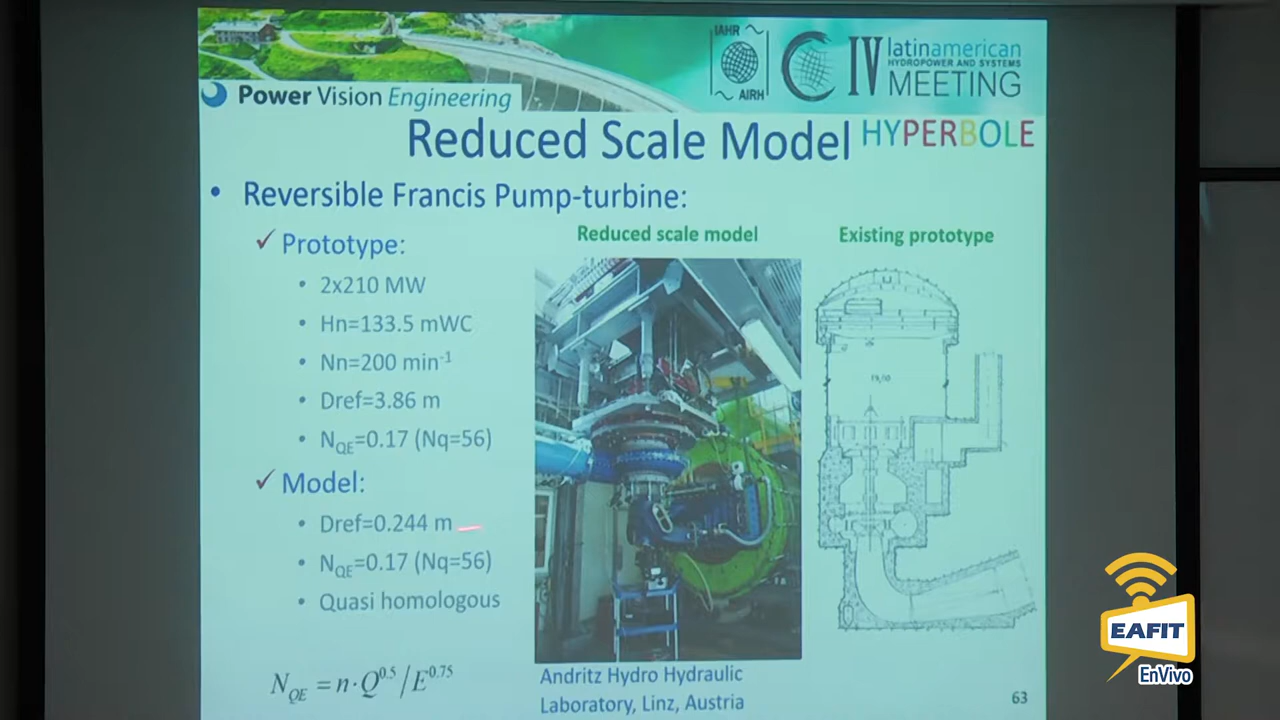 IAHR
AIRH
IV latinamerican
HYDROPOWER AND SYSTEMS
MEETING
Power Vision Engineering
Reduced Scale Model HYPERBOLE
• Reversible Francis Pump-turbine:
✓ Prototype:
• 2x210 MW
• Hn=133.5 mWC
• Nn=200 min-1
• Dref=3.86 m
• NQE=0.17 (Nq=56)
✓ Model:
• Dref=0.244 m
• NQE=0.17 (Nq=56)
• Quasi homologous
NQE = n·Q0.5/E0.75
Reduced scale model
Andritz Hydro Hydraulic
Laboratory, Linz, Austria
Existing prototype
63
EAFIT
EnVivo